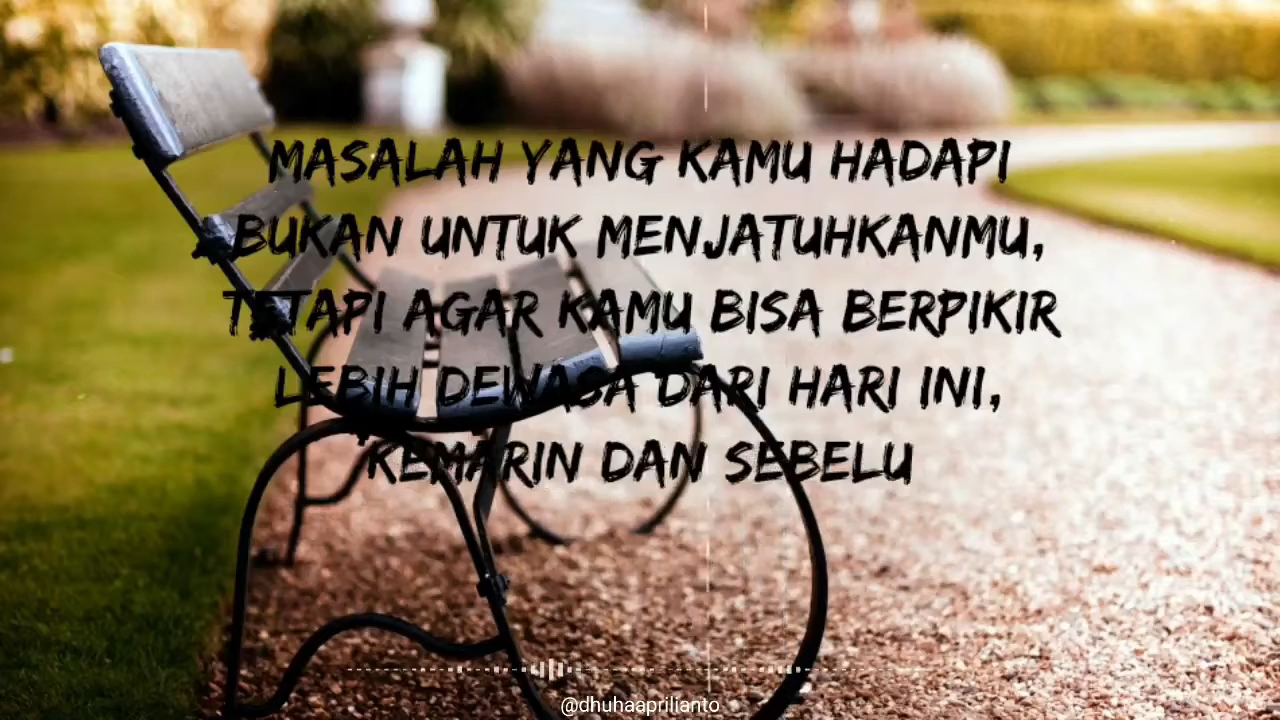 MASALAH YANG KAMU HADAPI
BUKAN UNTUK MENJATUHKANMU,
TETAPI AGAR KAMU BISA BERPIKIR
LEBIH DEWASA DARI HARI INI,
KEMARIN DAN SEBELU
@dhuhaaprilianto